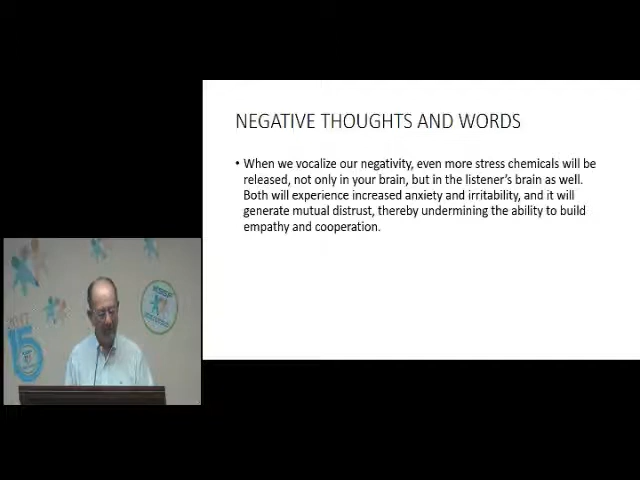 NEGATIVE THOUGHTS AND WORDS
• When we vocalize our negativity, even more stress chemicals will be
released, not only in your brain, but in the listener's brain as well.
Both will experience increased anxiety and irritability, and it will
generate mutual distrust, thereby undermining the ability to build
empathy and cooperation.
2017
15